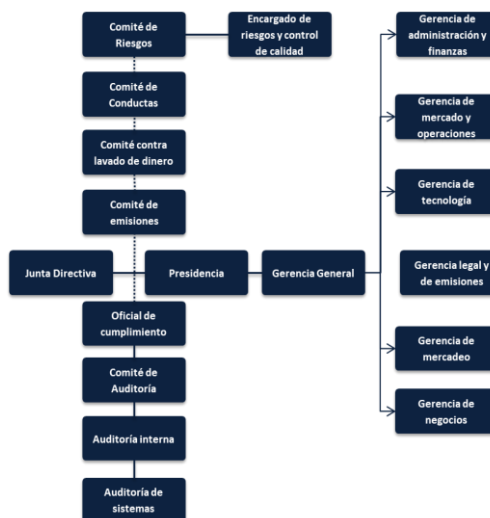 Comité de
Riesgos
Encargado de
riesgos y control
de calidad
Gerencia de
administración y
finanzas
Comité de
Conductas
Gerencia de
mercado y
operaciones
Comité contra
lavado de dinero
Gerencia de
tecnología
Comité de
emisiones
Junta Directiva
Presidencia
Gerencia General
Gerencia legal y
de emisiones
Oficial de
cumplimiento
Gerencia de
mercadeo
Comité de
Auditoría
Gerencia de
negocios
Auditoría interna
Auditoría de
sistemas